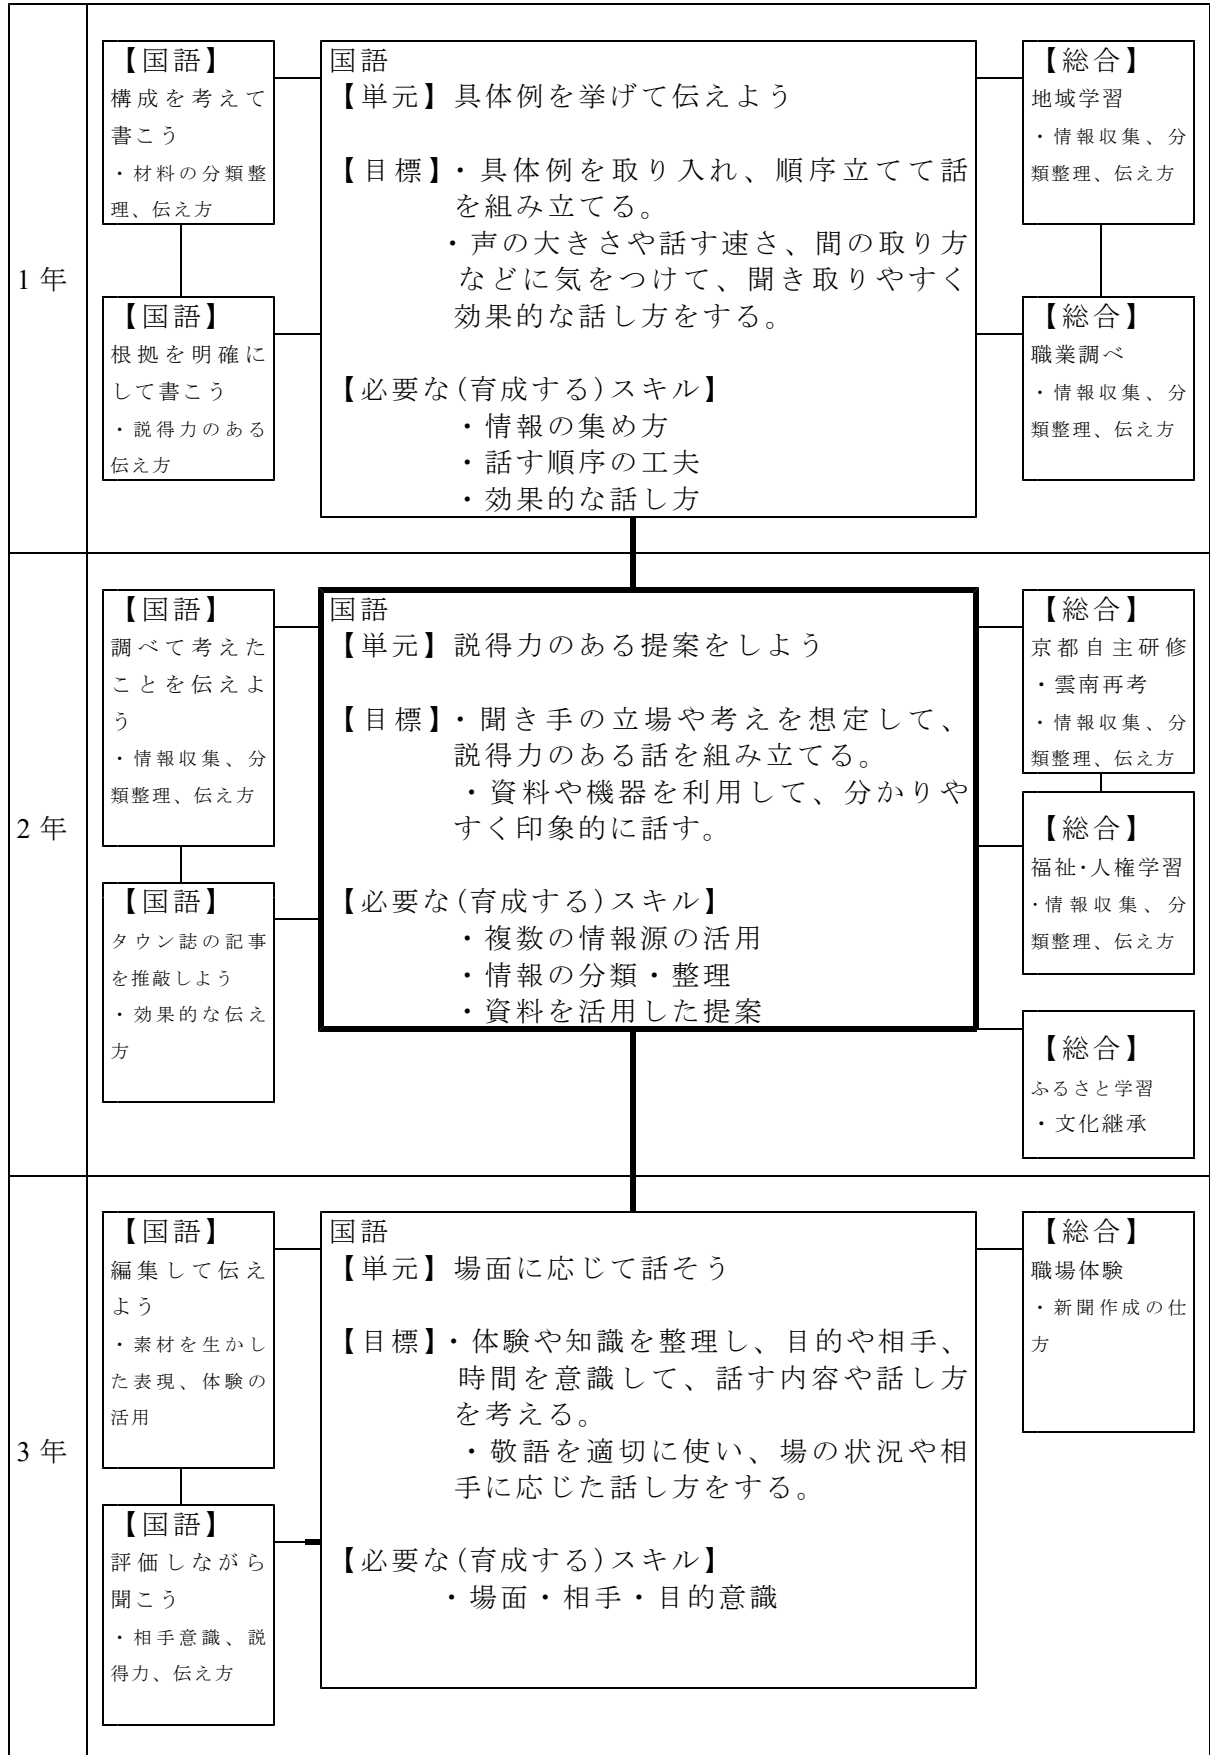 1年
【国語】
構成を考えて
書こう
・材料の分類整
理、伝え方
【国語】
根拠を明確に
して書こう
・説得力のある
伝え方
国語
【単元】具体例を挙げて伝えよう
【目標】・具体例を取り入れ、順序立てて話
を組み立てる。
・声の大きさや話す速さ、間の取り方
などに気をつけて、聞き取りやすく
効果的な話し方をする。
【必要な(育成する)スキル】
・情報の集め方
・話す順序の工夫
・効果的な話し方
【総合】
地域学習
・情報収集、分
類整理、伝え方
【総合】
職業調べ
・情報収集、分
類整理、伝え方
2年
【国語】
調べて考えた
ことを伝えよ
う
・情報収集、分
類整理、伝え方
【国語】
タウン誌の記事
を推敲しよう
・効果的な伝え
方
国語
【単元】説得力のある提案をしよう
【目標】・聞き手の立場や考えを想定して、
説得力のある話を組み立てる。
・資料や機器を利用して、分かりや
すく印象的に話す。
【必要な(育成する)スキル】
・複数の情報源の活用
・情報の分類・整理
・資料を活用した提案
【総合】
京都自主研修
・雲南再考
・情報収集、分
類整理、伝え方
【総合】
福祉・人権学習
・情報収集、分
類整理、伝え方
【総合】
ふるさと学習
・文化継承
3年
【国語】
編集して伝え
よう
・素材を生かし
た表現、体験の
活用
【国語】
評価しながら
聞こう
・相手意識、説
得力、伝え方
国語
【単元】場面に応じて話そう
【目標】・体験や知識を整理し、目的や相手、
時間を意識して、話す内容や話し方
を考える。
・敬語を適切に使い、場の状況や相
手に応じた話し方をする。
【必要な(育成する)スキル】
・場面・相手・目的意識
【総合】
職場体験
・新聞作成の仕
方